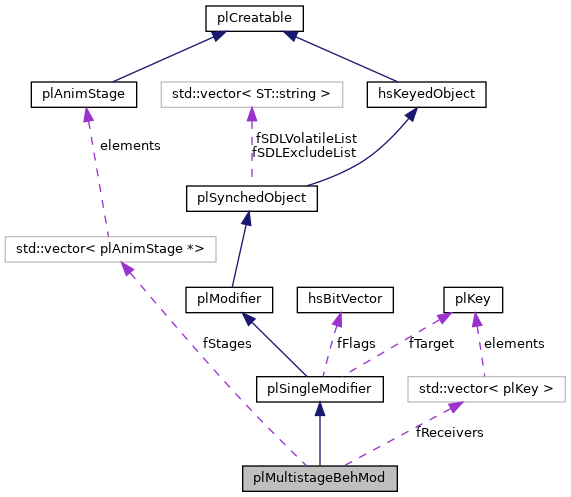 plCreatable
plAnimStage
std::vector< ST::string >
hsKeyedObject
elements
fSDLVolatileList
fSDLExcludeList
plSynchedObject
std::vector< plAnimStage *>
plModifier
hsBitVector
plKey
fStages
fFlags
fTarget
elements
plSingleModifier
std::vector< plKey >
fReceivers
plMultistageBehMod